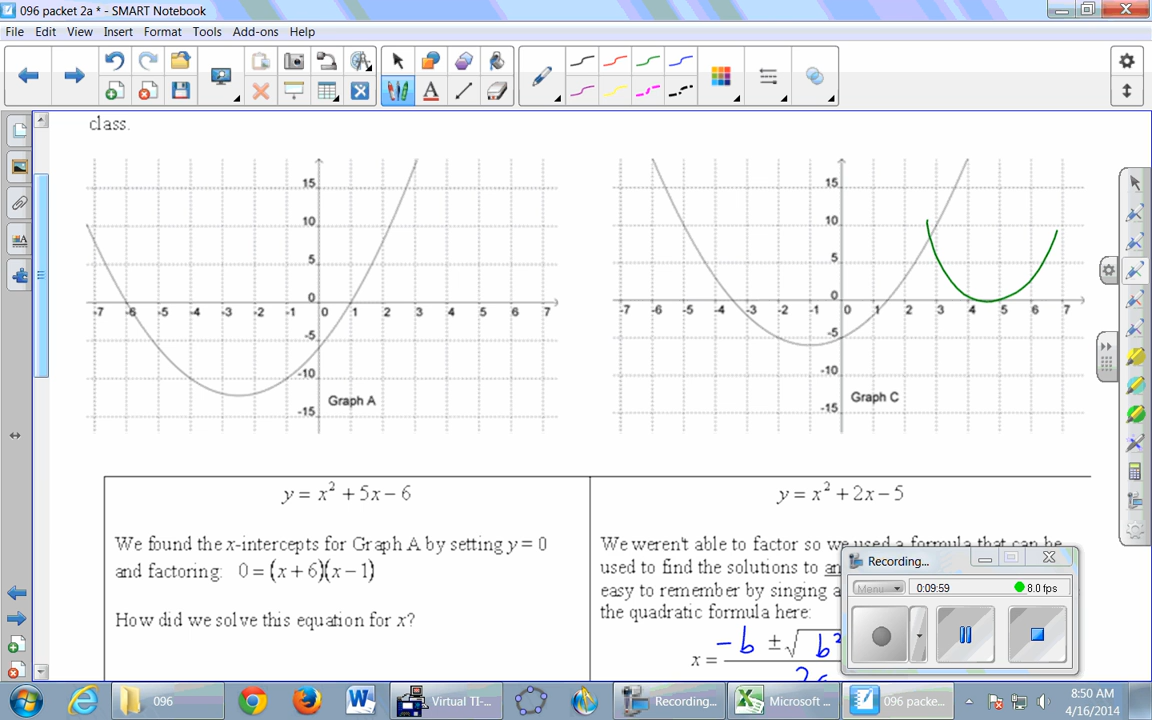 096 packet 2a * - SMART Notebook
File Edit View Insert Format Tools Add-ons Help
class.
15
10
5
0
-7 -6 -5 -4 -3 -2 -1 0 1 2 3 4 5 6 7
-5
-10
-15
Graph A
15
10
5
0
-7 -6 -5 -4 -3 -2 -1 0 1 2 3 4 5 6 7
-5
-10
-15
Graph C
y = x² + 5x − 6
We found the x-intercepts for Graph A by setting y = 0
and factoring: 0 = (x + 6)(x − 1)
How did we solve this equation for x?
y = x² + 2x − 5
We weren't able to factor so we used a formula that can be
used to find the solutions to
easy to remember by singing
the quadratic formula here:
x = -b ± √ b²
Recording...
Menu 0:09:59 8.0 fps
096 Virtual TI-... Recording... Microsoft ... 096 packe...
8:50 AM
4/16/2014